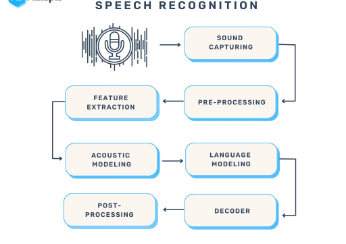 SPEECH RECOGNITION
SOUND
CAPTURING
FEATURE
EXTRACTION
PRE-PROCESSING
ACOUSTIC
MODELING
LANGUAGE
MODELING
POST-
PROCESSING
DECODER